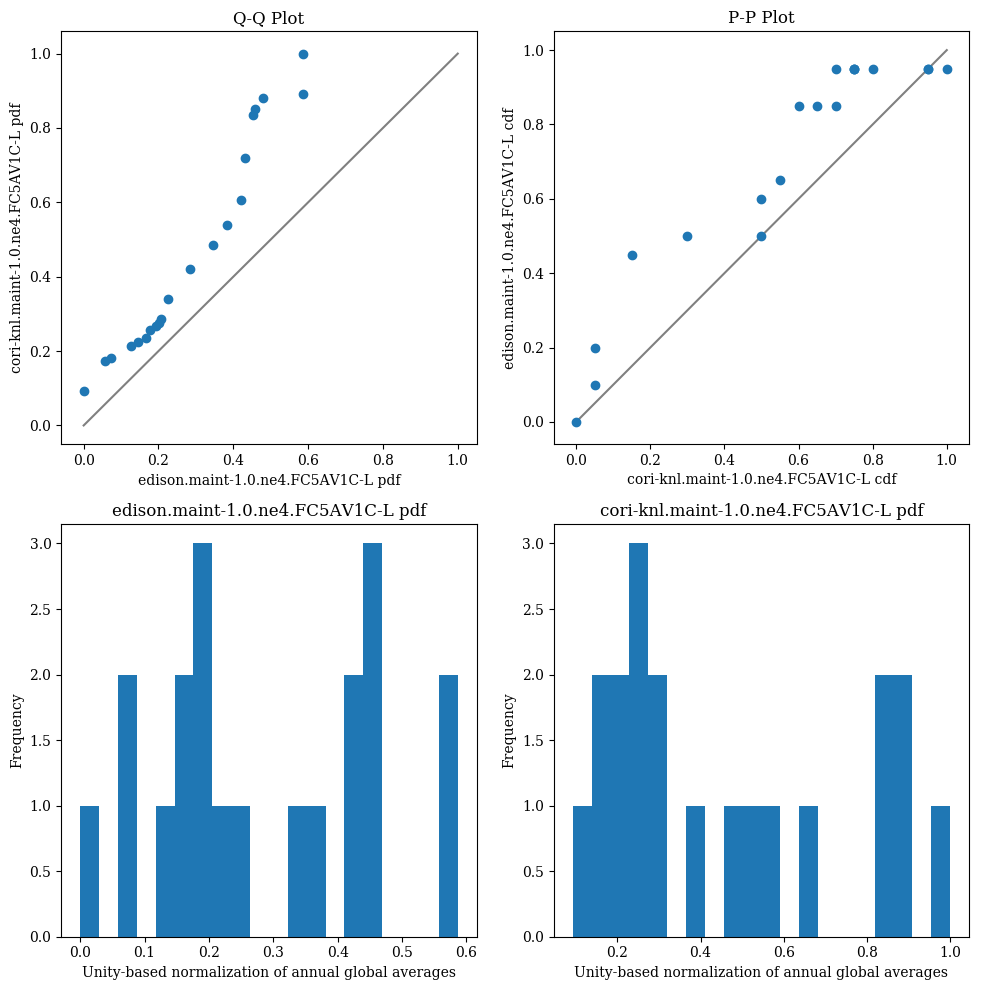 Q-Q Plot
1.0
0.8
0.6
0.4
0.2
0.0
cori-knl.maint-1.0.ne4.FC5AV1C-L pdf
0.0 0.2 0.4 0.6 0.8 1.0
edison.maint-1.0.ne4.FC5AV1C-L pdf
P-P Plot
1.0
0.8
0.6
0.4
0.2
0.0
edison.maint-1.0.ne4.FC5AV1C-L cdf
0.0 0.2 0.4 0.6 0.8 1.0
cori-knl.maint-1.0.ne4.FC5AV1C-L cdf
edison.maint-1.0.ne4.FC5AV1C-L pdf
3.0
2.5
2.0
1.5
1.0
0.5
0.0
Frequency
0.0 0.1 0.2 0.3 0.4 0.5 0.6
Unity-based normalization of annual global averages
cori-knl.maint-1.0.ne4.FC5AV1C-L pdf
3.0
2.5
2.0
1.5
1.0
0.5
0.0
Frequency
0.2 0.4 0.6 0.8 1.0
Unity-based normalization of annual global averages